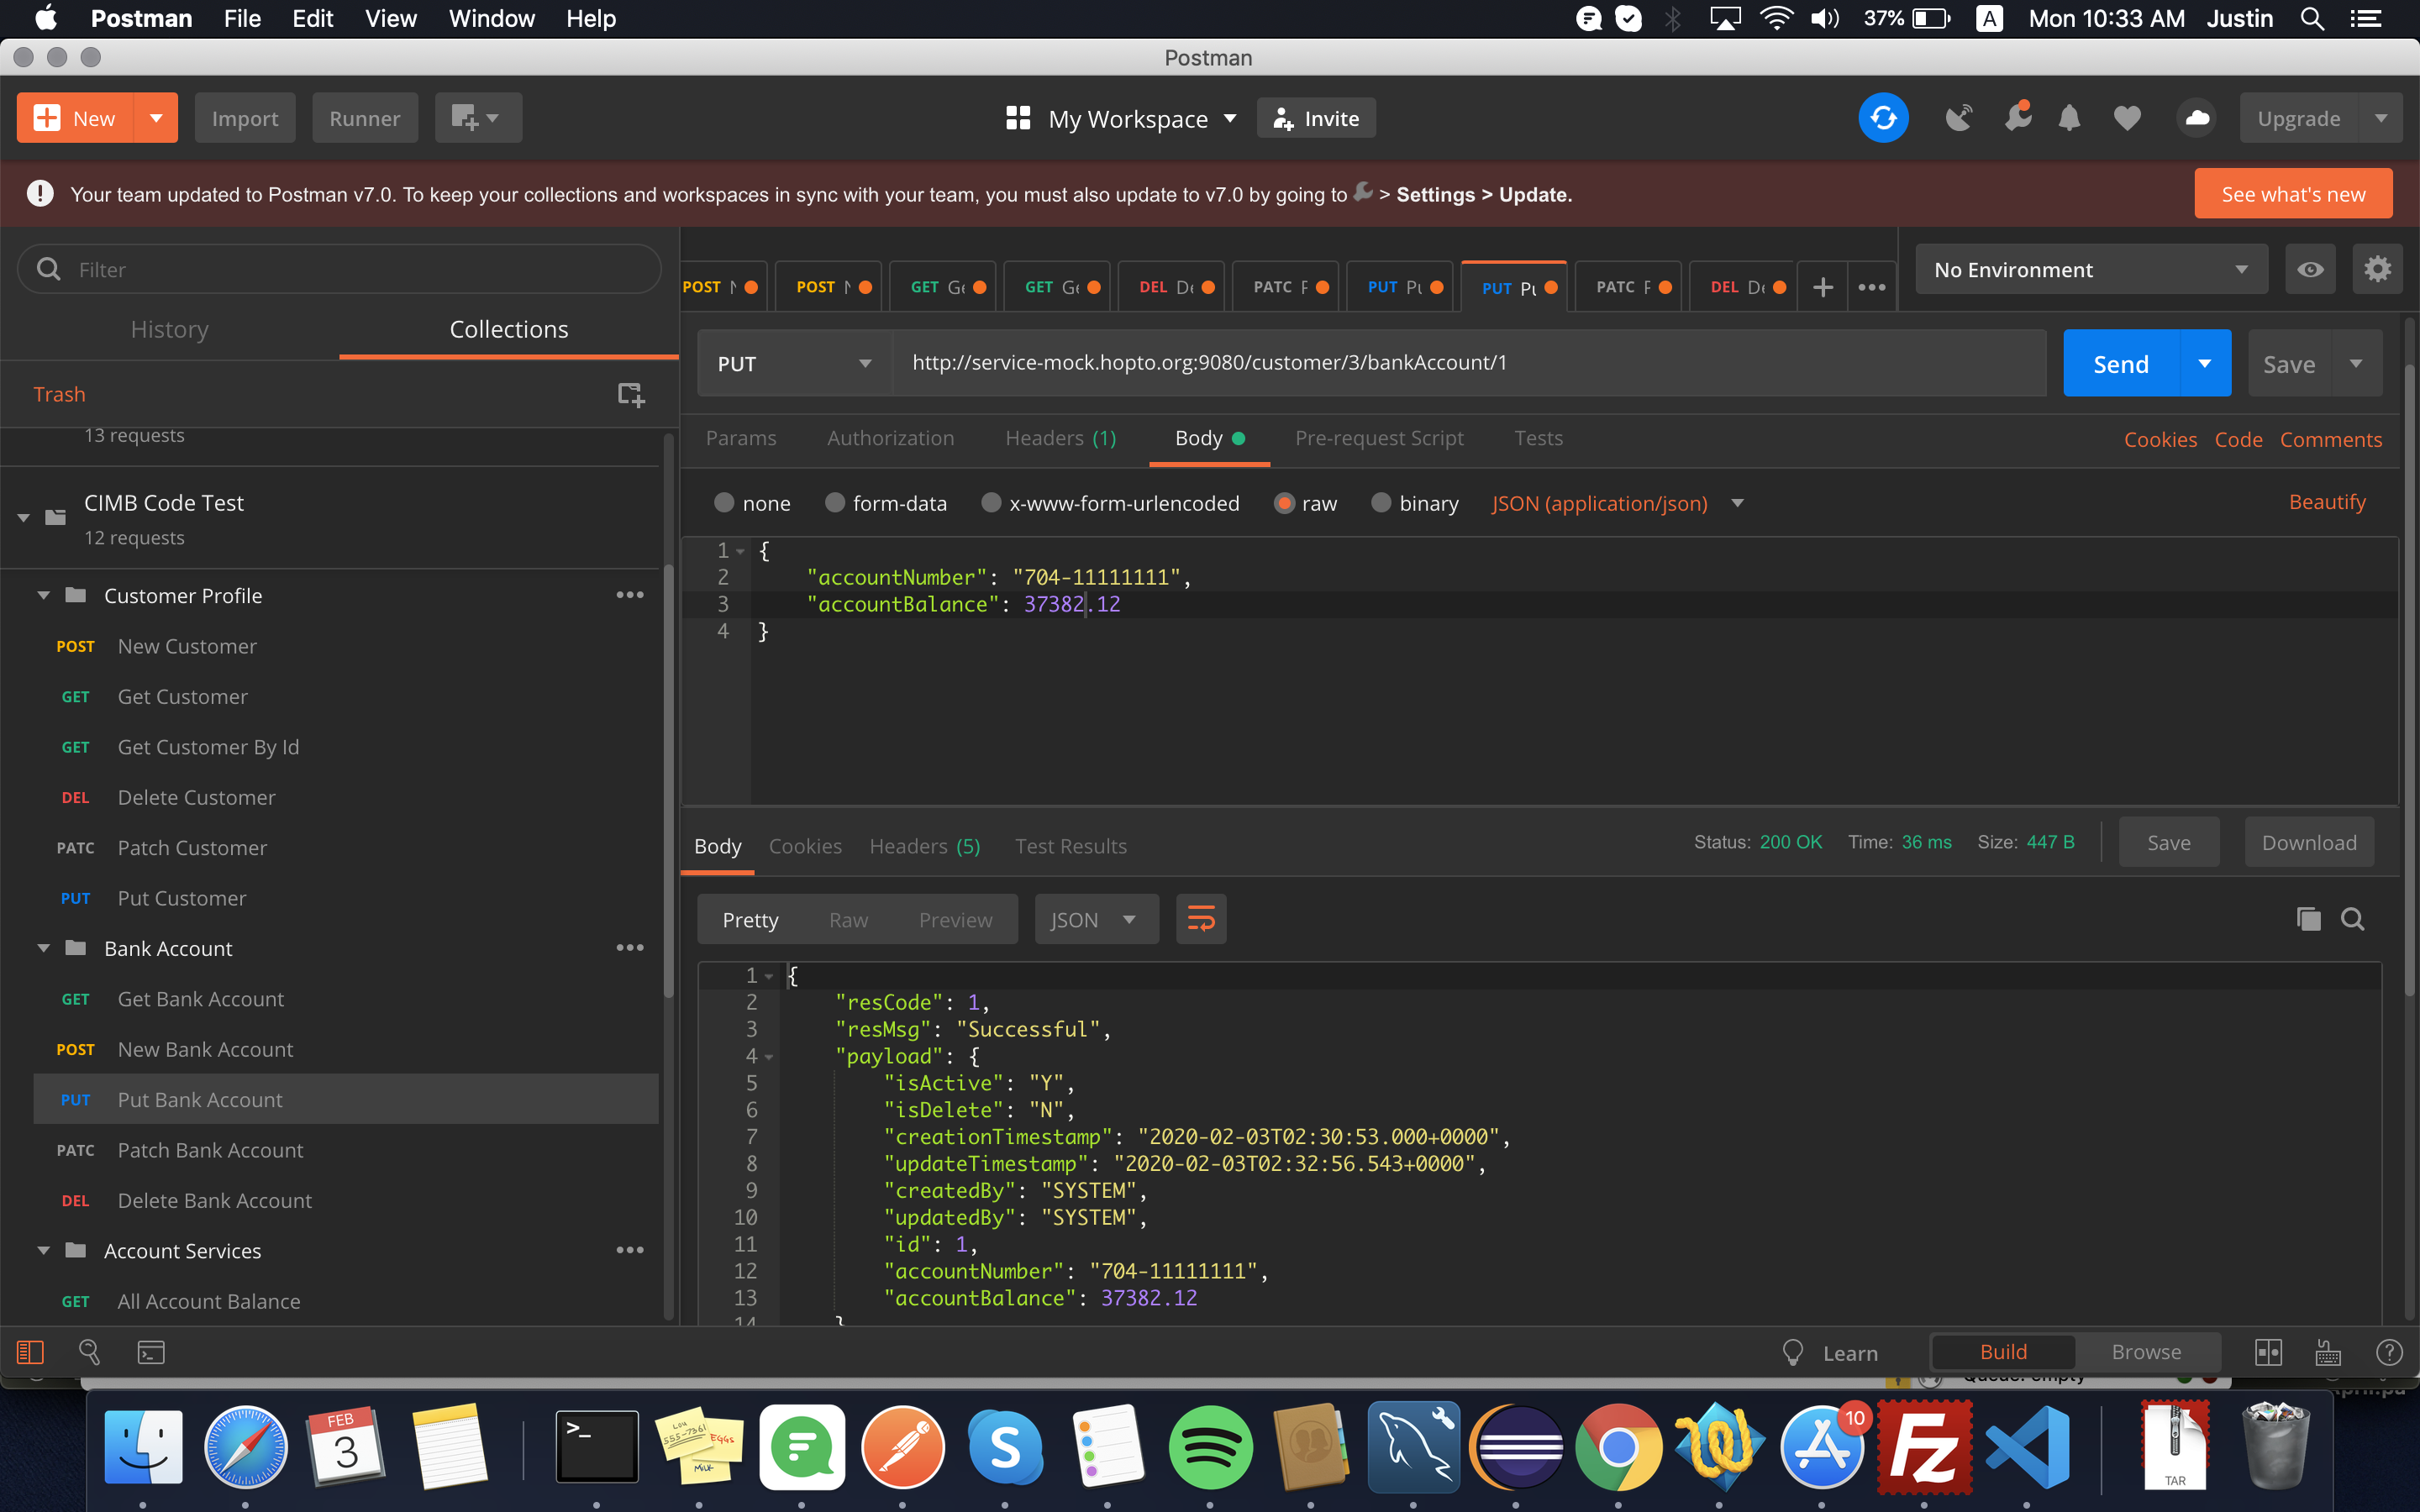 Postman File Edit View Window Help 37% A Mon 10:33 AM Justin
Postman
New Import Runner My Workspace Invite Upgrade
Your team updated to Postman v7.0. To keep your collections and workspaces in sync with your team, you must also update to v7.0 by going to > Settings > Update.
See what's new
Filter
History Collections
Trash
13 requests
CIMB Code Test
12 requests
Customer Profile
POST New Customer
GET Get Customer
GET Get Customer By Id
DEL Delete Customer
PATC Patch Customer
PUT Put Customer
Bank Account
GET Get Bank Account
POST New Bank Account
PUT Put Bank Account
PATC Patch Bank Account
DEL Delete Bank Account
Account Services
GET All Account Balance
POST POST GET Ge GET Ge DEL De PATC PUT Pu PUT Pu PATC DEL De
No Environment
PUT http://service-mock.hopto.org:9080/customer/3/bankAccount/1 Send Save
Params Authorization Headers (1) Body Pre-request Script Tests Cookies Code Comments
none form-data x-www-form-urlencoded raw binary JSON (application/json) Beautify
1 {
2 "accountNumber": "704-11111111",
3 "accountBalance": 37382.12
4 }
Body Cookies Headers (5) Test Results Status: 200 OK Time: 36 ms Size: 447 B Save Download
Pretty Raw Preview JSON
1 {
2 "resCode": 1,
3 "resMsg": "Successful",
4 "payload": {
5 "isActive": "Y",
6 "isDelete": "N",
7 "creationTimestamp": "2020-02-03T02:30:53.000+0000",
8 "updateTimestamp": "2020-02-03T02:32:56.543+0000",
9 "createdBy": "SYSTEM",
10 "updatedBy": "SYSTEM",
11 "id": 1,
12 "accountNumber": "704-11111111",
13 "accountBalance": 37382.12
14 }
Learn Build Browse
Queue: empty
FEB
3
>_
555-7361
EGGS
MILK
S
10
Fz
TAR